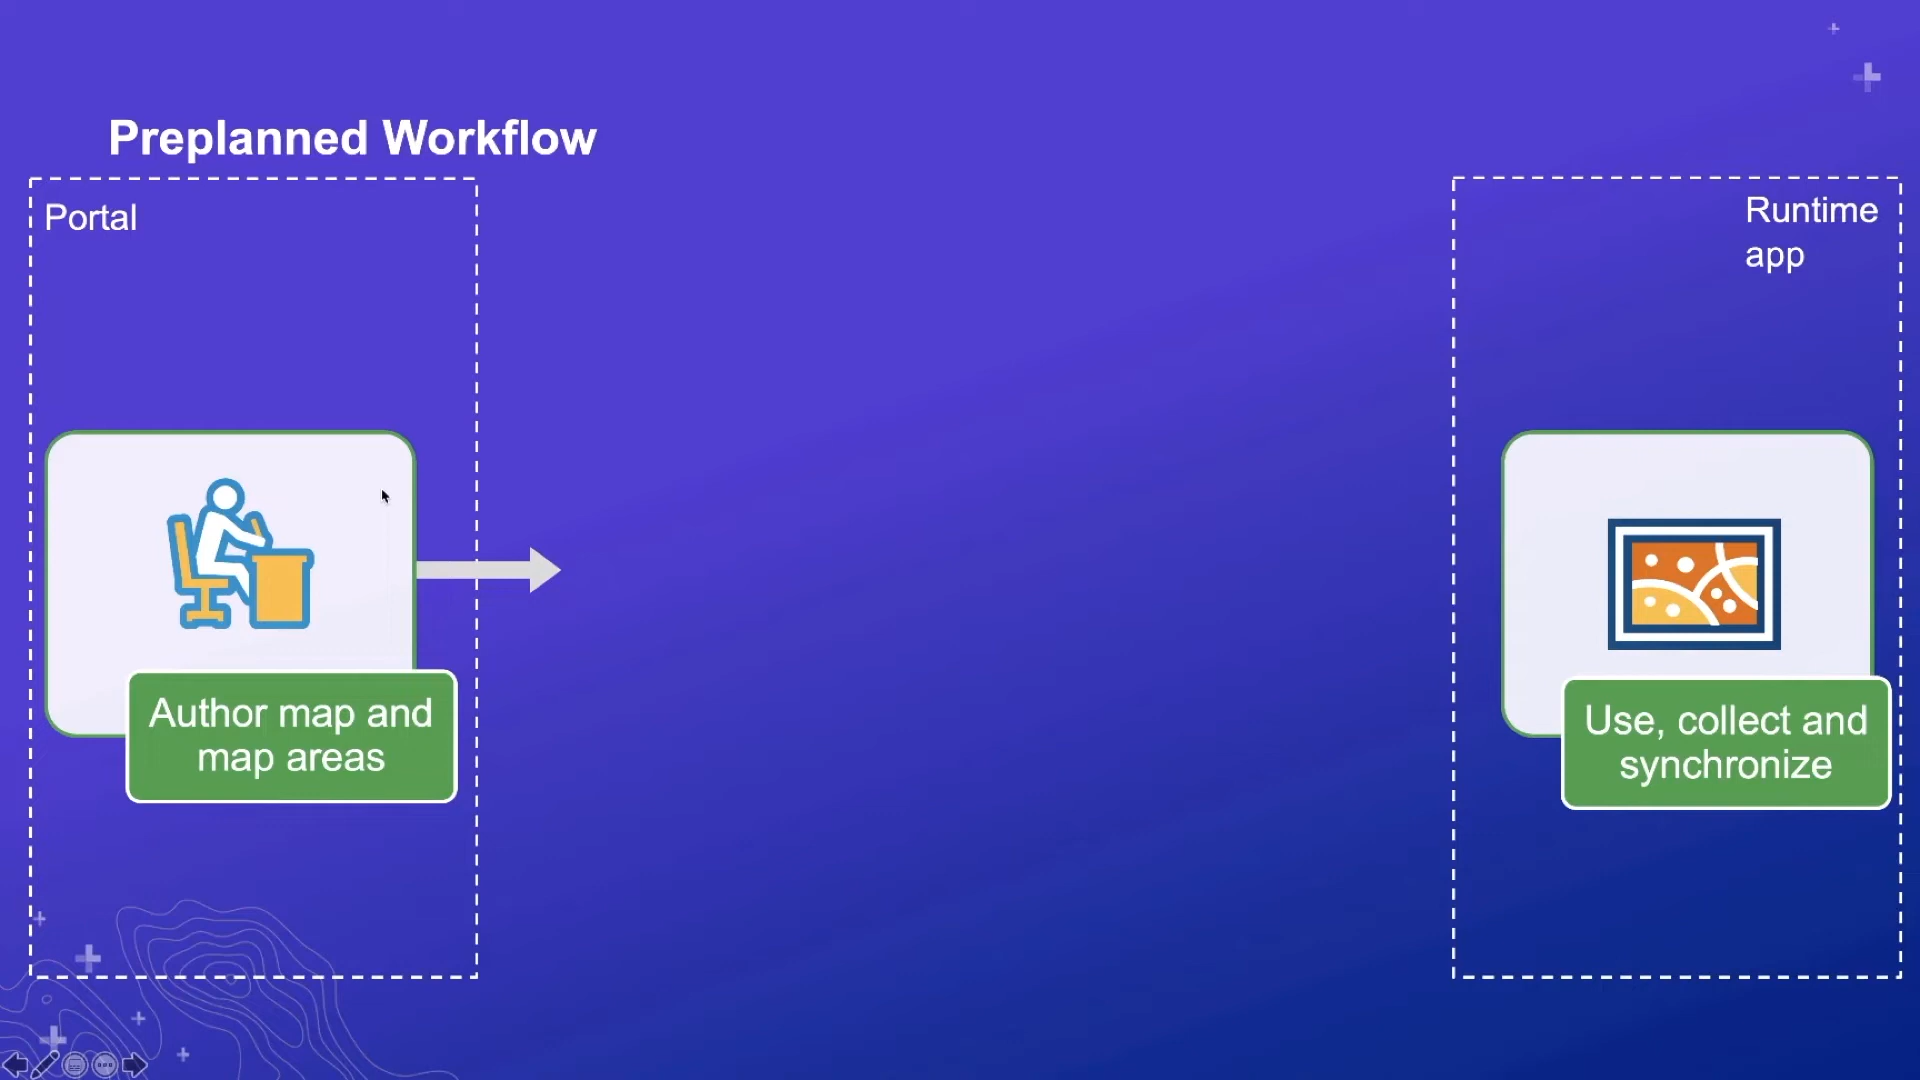 Preplanned Workflow
Portal
Runtime
app
Author map and
map areas
Use, collect and
synchronize